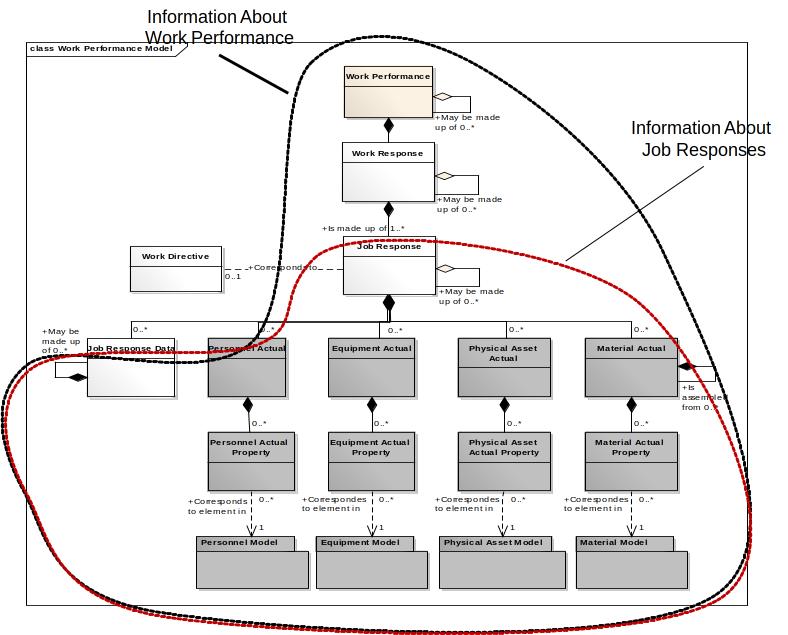 Information About
Work Performance
class Work Performance Model
Work Performance
+May be made
up of 0..*
Information About
Job Responses
Work Response
+May be made
up of 0..*
+Is made up of 1..*
Job Response
Work Directive
+Corresponds to
0..1
+May be made
up of 0..*
+May be
made up
of 0..*
0..*
0..*
0..*
0..*
0..*
Job Response Data
Personnel Actual
Equipment Actual
Physical Asset
Actual
Material Actual
+Is
assembled
from 0..*
0..*
0..*
0..*
0..*
Personnel Actual
Property
Equipment Actual
Property
Physical Asset
Actual Property
Material Actual
Property
+Corresponds
to element in
0..*
+Correspondes
to element in
0..*
+Correspondes
to element in
0..*
+Correspondes
to element in
0..*
1
1
1
1
Personnel Model
Equipment Model
Physical Asset Model
Material Model